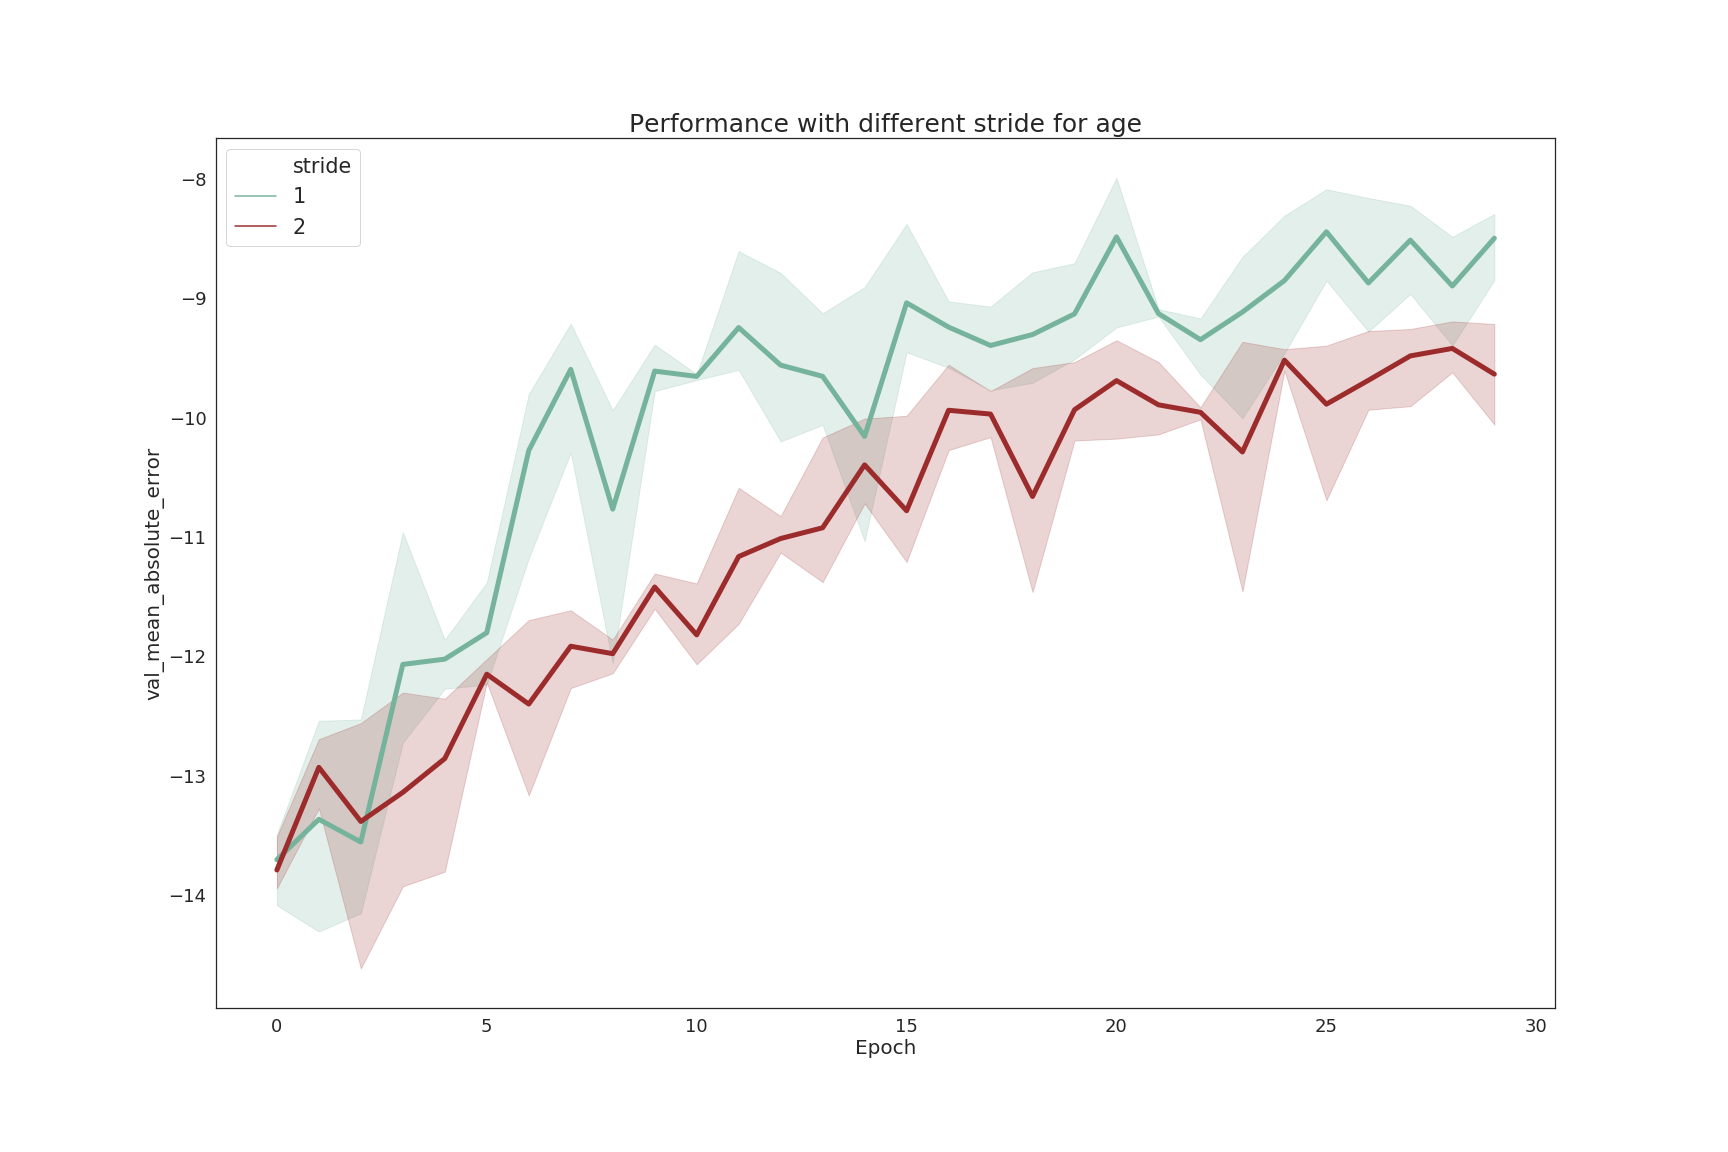 Performance with different stride for age
stride
1
2
−8
−9
−10
−11
−12
−13
−14
val_mean_absolute_error
0 5 10 15 20 25 30
Epoch